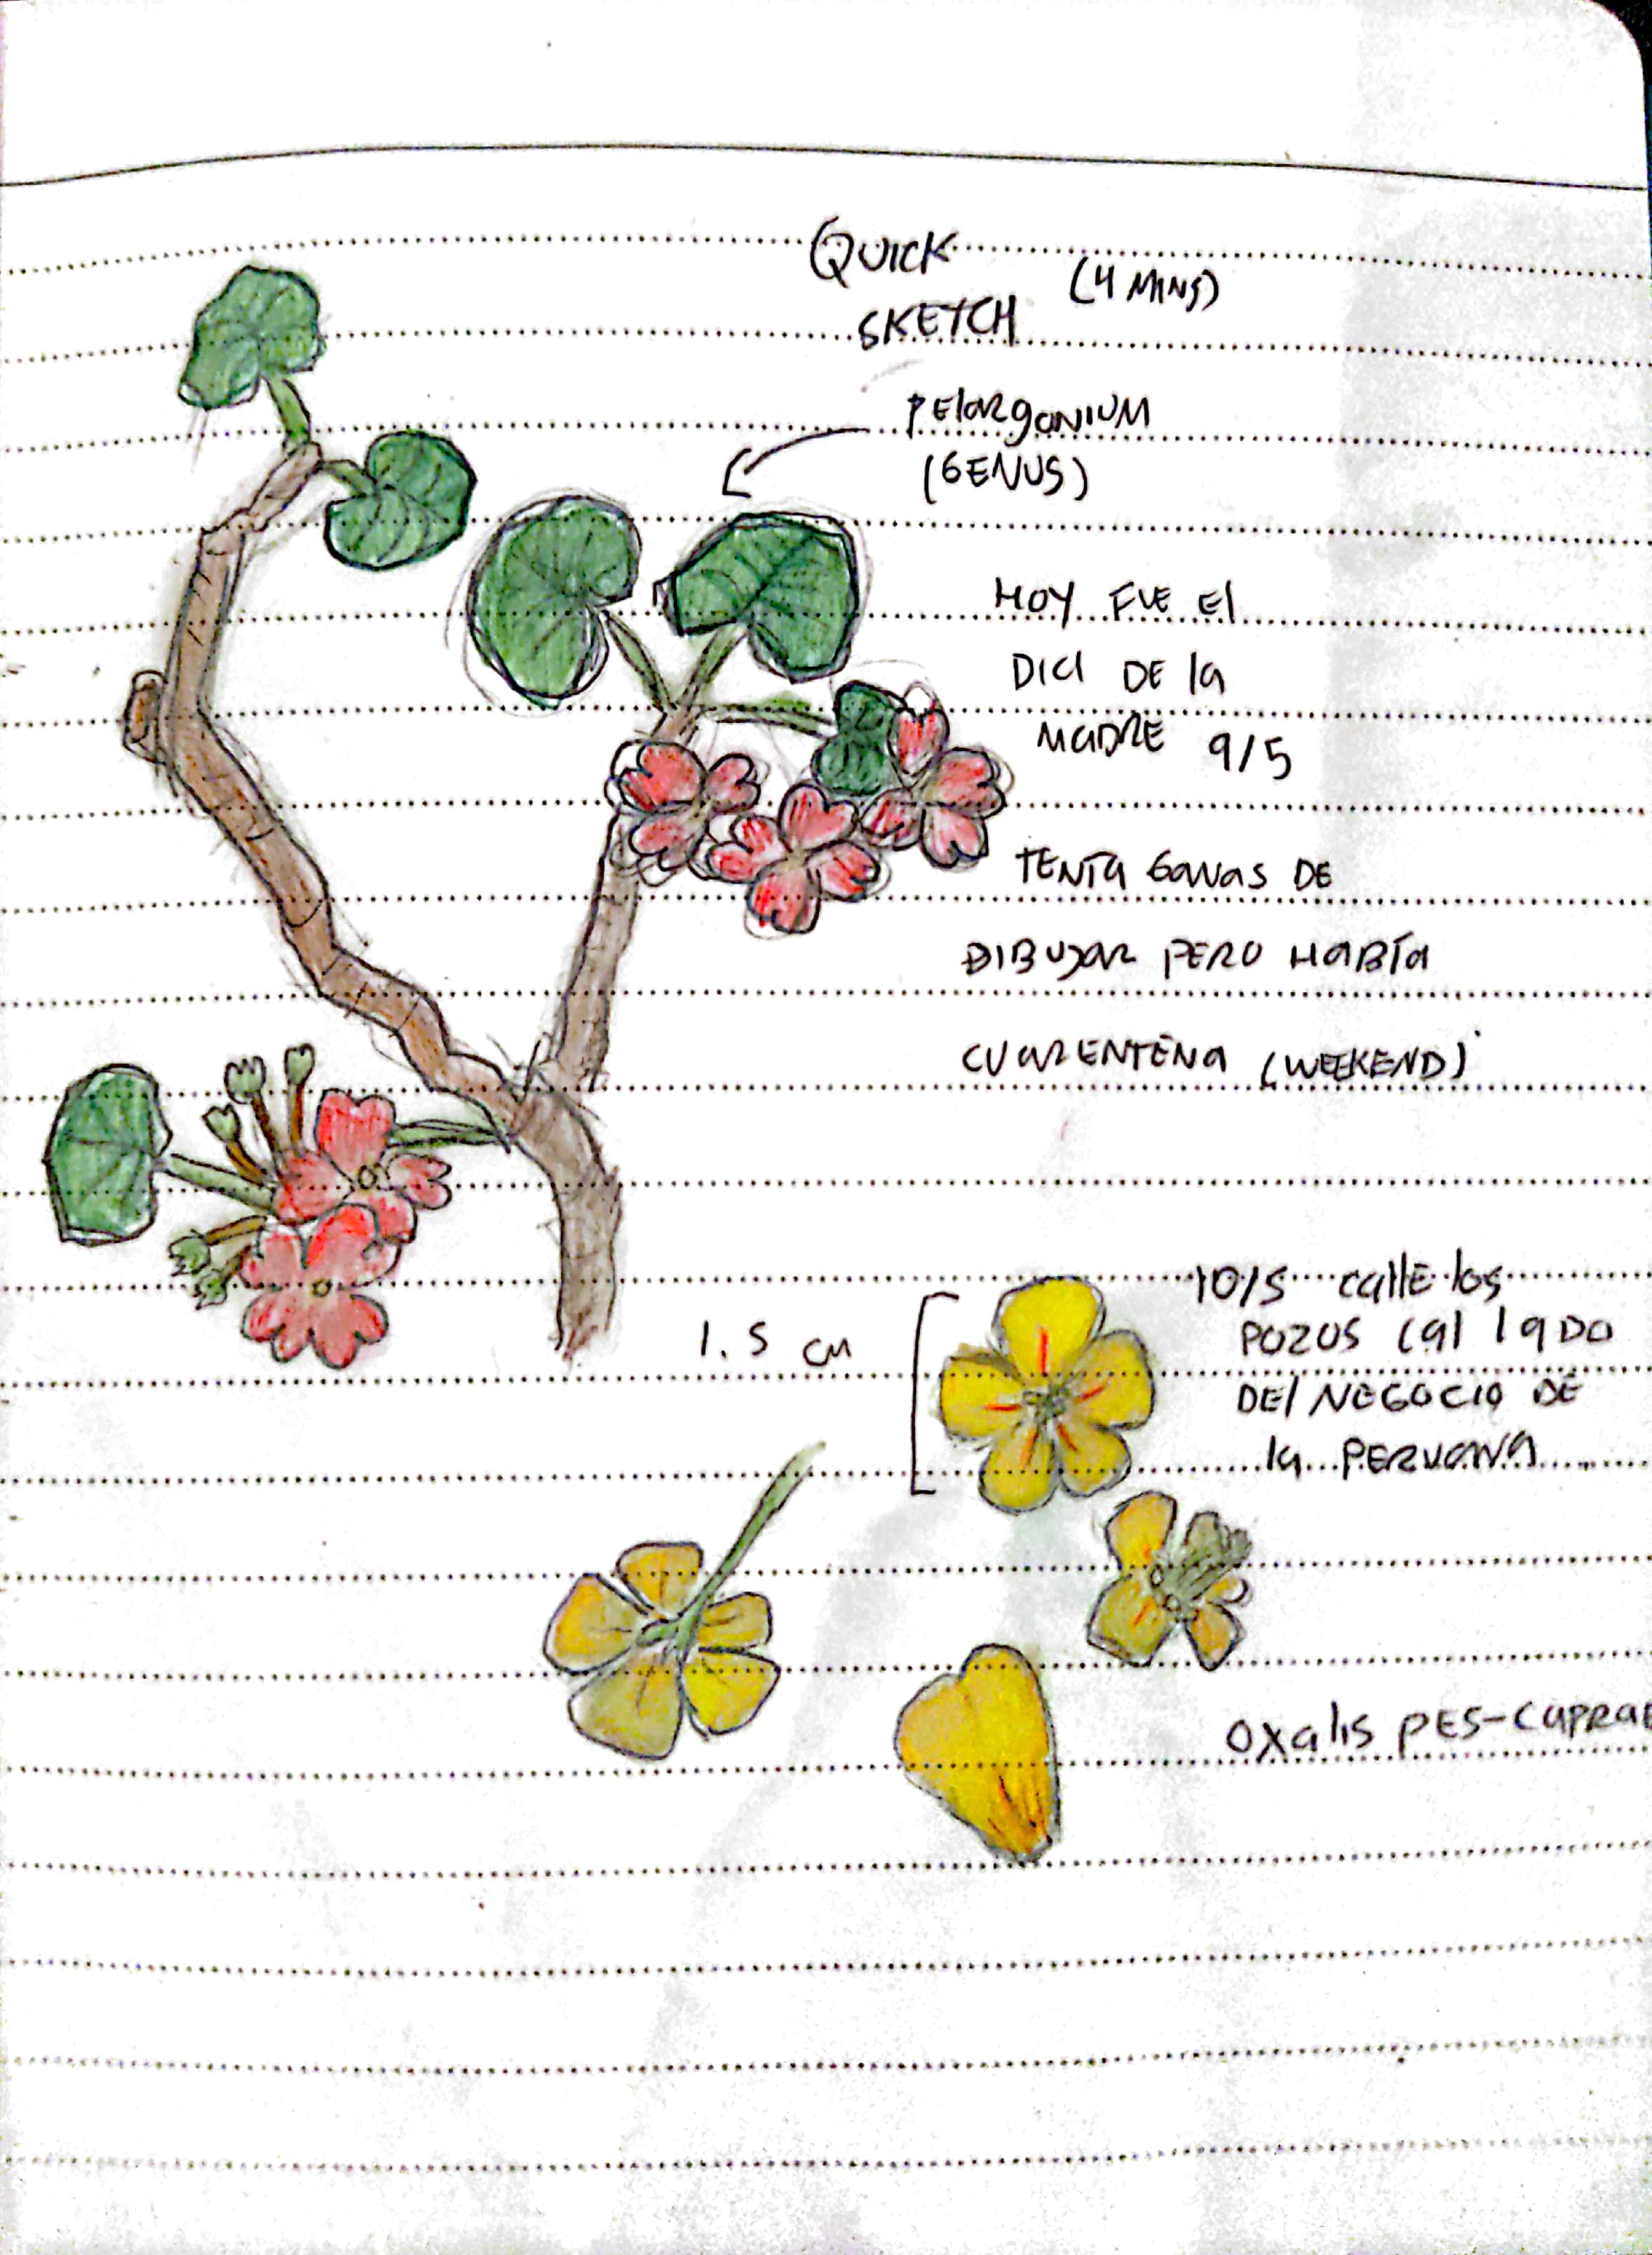 QUICK (4 MINS)
SKETCH
PElARgONIUM
(GENUS)
HOY FUE El
DIa DE la
MaDRE 9/5
TENÍa GaNas DE
DIBUJaR PERO HaBÍa
CUaRENTENa (WEEKEND)
1.5 cm
10/5 callE los
POZOS (al laDO
DEl NEGOCIO DE
la PERUaNa
Oxalis PES-CaPRaE